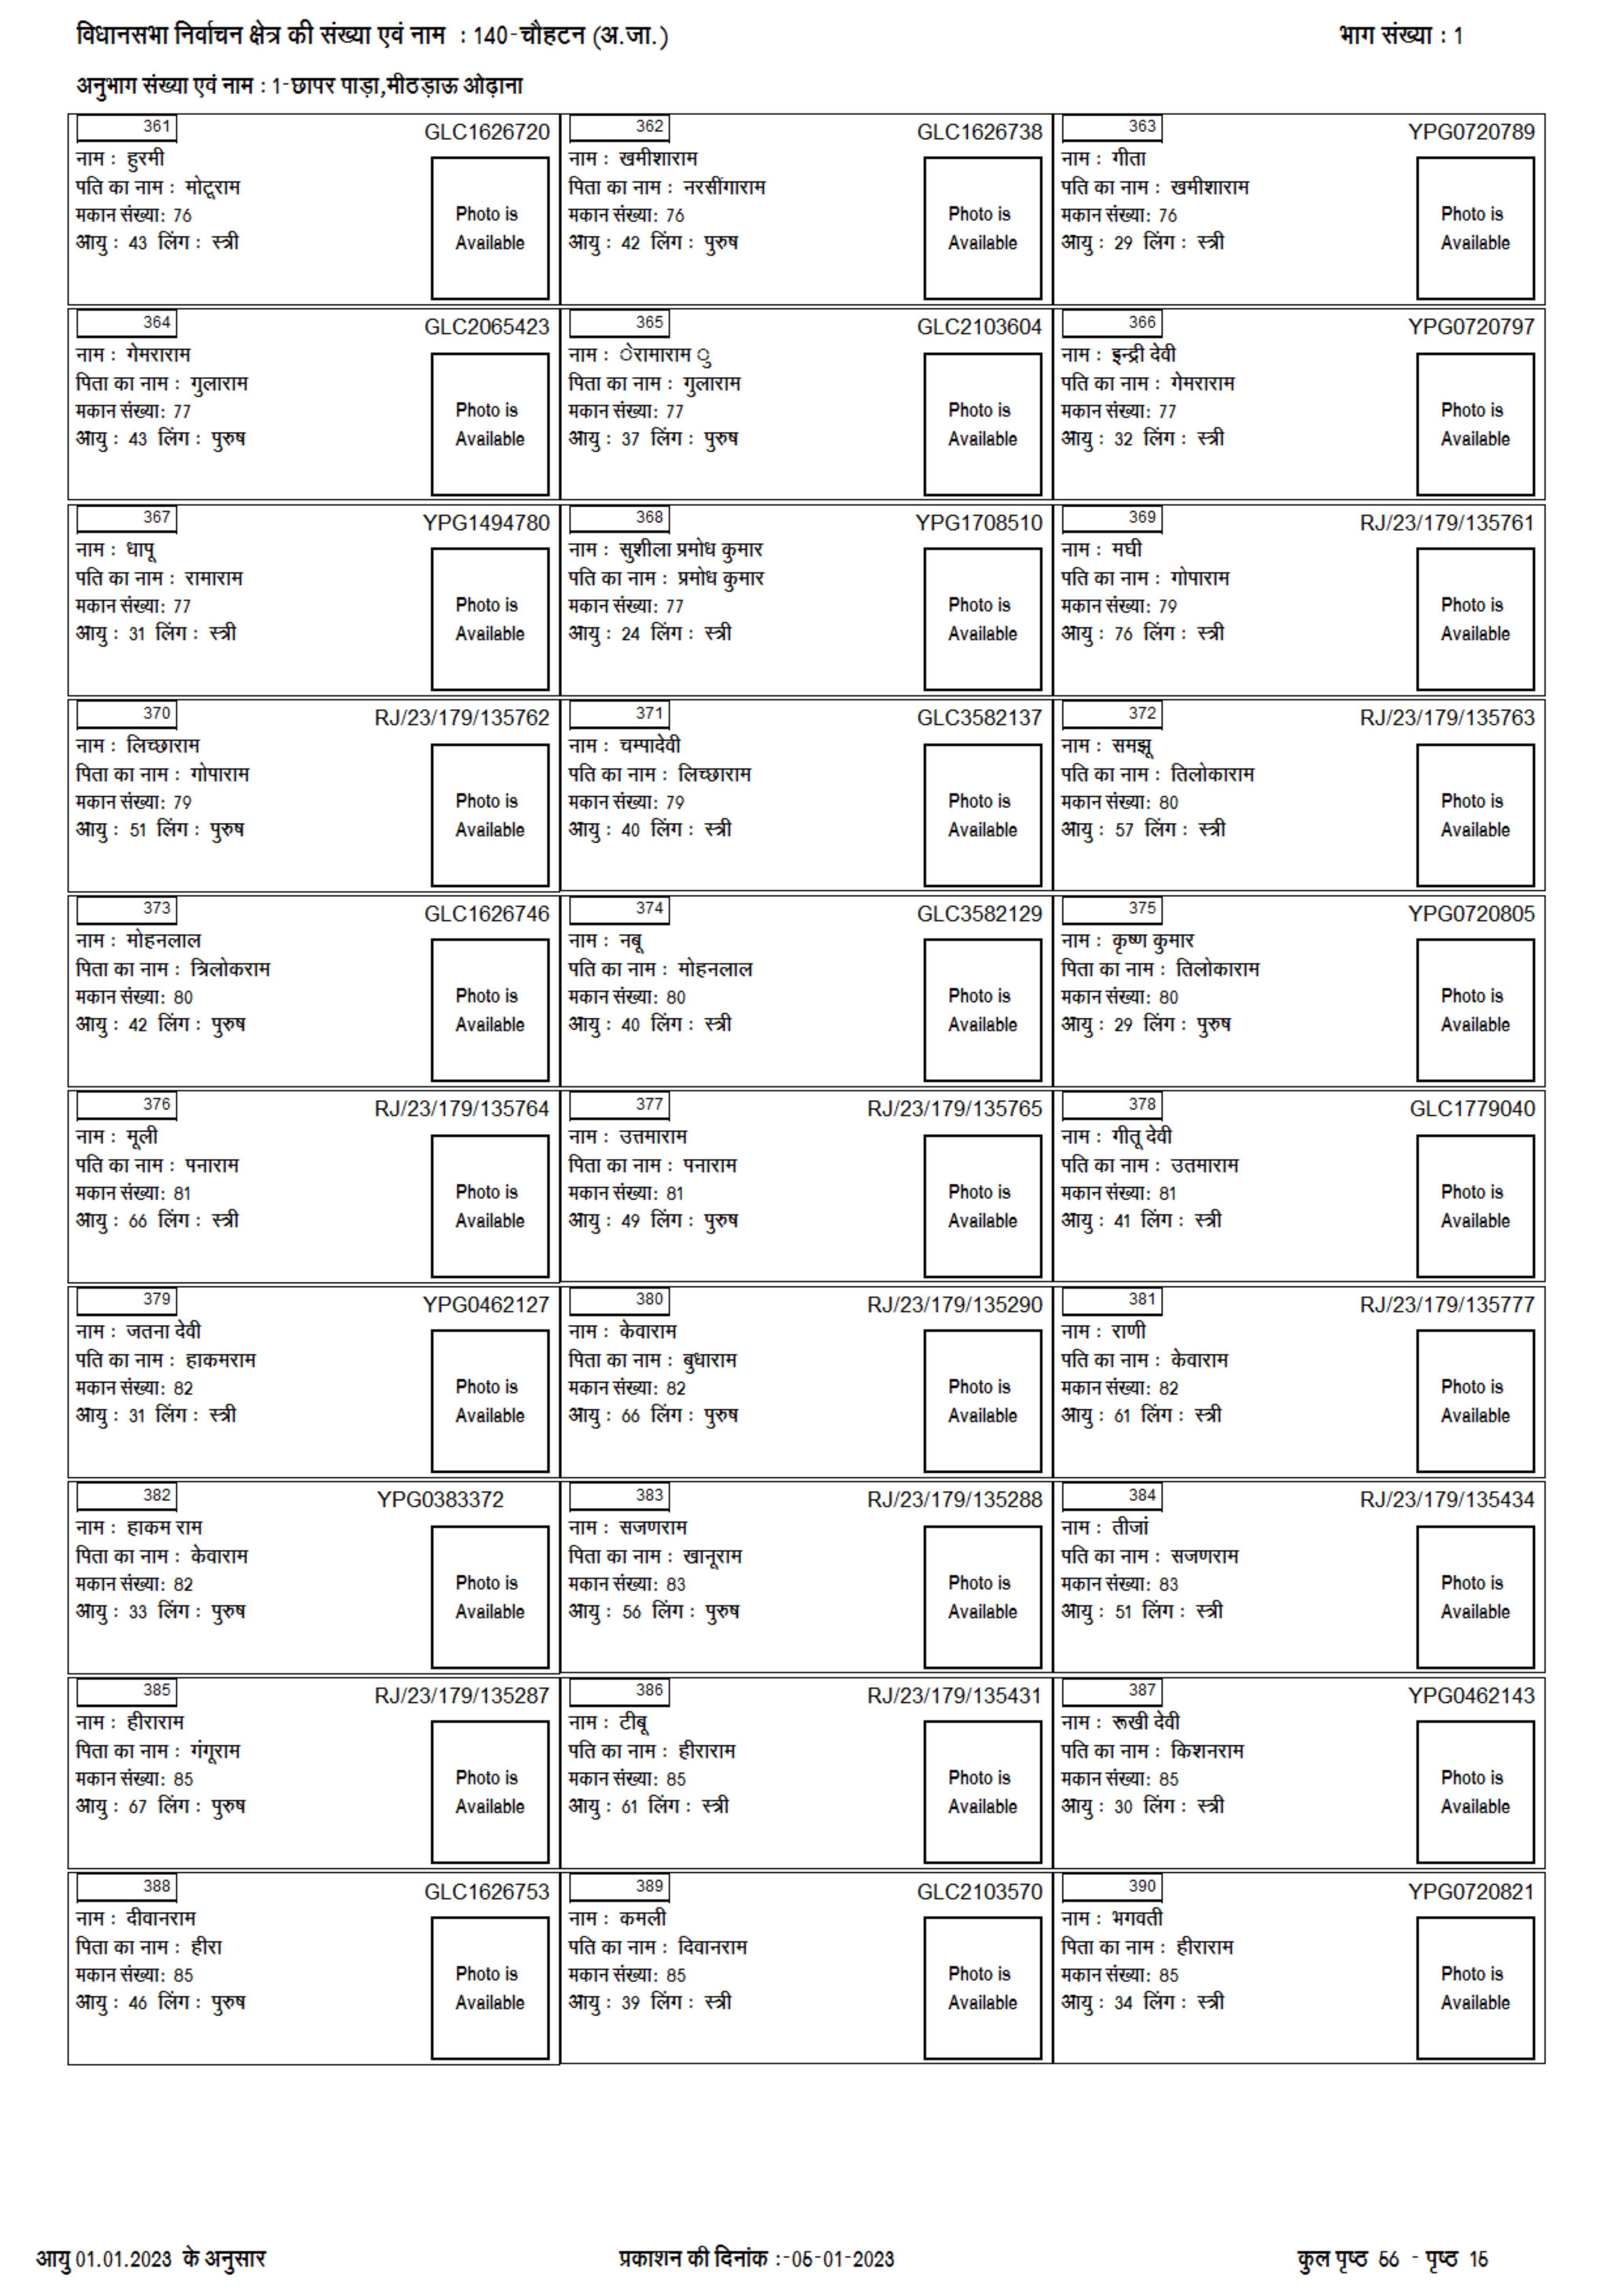 विधानसभा निर्वाचन क्षेत्र की संख्या एवं नाम : 140-चौहटन (अ.जा.) भाग संख्या : 1
अनुभाग संख्या एवं नाम : 1-छापर पाड़ा,मीठड़ाऊ ओढ़ाना
361 GLC1626720
नाम : हुरमी
पति का नाम : मोटूराम
मकान संख्या: 76
आयु : 43 लिंग : स्त्री
Photo is
Available
362 GLC1626738
नाम : खमीशाराम
पिता का नाम : नरसींगाराम
मकान संख्या: 76
आयु : 42 लिंग : पुरुष
Photo is
Available
363 YPG0720789
नाम : गीता
पति का नाम : खमीशाराम
मकान संख्या: 76
आयु : 29 लिंग : स्त्री
Photo is
Available
364 GLC2065423
नाम : गेमराराम
पिता का नाम : गुलाराम
मकान संख्या: 77
आयु : 43 लिंग : पुरुष
Photo is
Available
365 GLC2103604
नाम : ेरामाराम ु
पिता का नाम : गुलाराम
मकान संख्या: 77
आयु : 37 लिंग : पुरुष
Photo is
Available
366 YPG0720797
नाम : इन्द्री देवी
पति का नाम : गेमराराम
मकान संख्या: 77
आयु : 32 लिंग : स्त्री
Photo is
Available
367 YPG1494780
नाम : धापू
पति का नाम : रामाराम
मकान संख्या: 77
आयु : 31 लिंग : स्त्री
Photo is
Available
368 YPG1708510
नाम : सुशीला प्रमोध कुमार
पति का नाम : प्रमोध कुमार
मकान संख्या: 77
आयु : 24 लिंग : स्त्री
Photo is
Available
369 RJ/23/179/135761
नाम : मघी
पति का नाम : गोपाराम
मकान संख्या: 79
आयु : 76 लिंग : स्त्री
Photo is
Available
370 RJ/23/179/135762
नाम : लिच्छाराम
पिता का नाम : गोपाराम
मकान संख्या: 79
आयु : 51 लिंग : पुरुष
Photo is
Available
371 GLC3582137
नाम : चम्पादेवी
पति का नाम : लिच्छाराम
मकान संख्या: 79
आयु : 40 लिंग : स्त्री
Photo is
Available
372 RJ/23/179/135763
नाम : समझू
पति का नाम : तिलोकाराम
मकान संख्या: 80
आयु : 57 लिंग : स्त्री
Photo is
Available
373 GLC1626746
नाम : मोहनलाल
पिता का नाम : त्रिलोकराम
मकान संख्या: 80
आयु : 42 लिंग : पुरुष
Photo is
Available
374 GLC3582129
नाम : नबू
पति का नाम : मोहनलाल
मकान संख्या: 80
आयु : 40 लिंग : स्त्री
Photo is
Available
375 YPG0720805
नाम : कृष्ण कुमार
पिता का नाम : तिलोकाराम
मकान संख्या: 80
आयु : 29 लिंग : पुरुष
Photo is
Available
376 RJ/23/179/135764
नाम : मूली
पति का नाम : पनाराम
मकान संख्या: 81
आयु : 66 लिंग : स्त्री
Photo is
Available
377 RJ/23/179/135765
नाम : उत्तमाराम
पिता का नाम : पनाराम
मकान संख्या: 81
आयु : 49 लिंग : पुरुष
Photo is
Available
378 GLC1779040
नाम : गीतू देवी
पति का नाम : उतमाराम
मकान संख्या: 81
आयु : 41 लिंग : स्त्री
Photo is
Available
379 YPG0462127
नाम : जतना देवी
पति का नाम : हाकमराम
मकान संख्या: 82
आयु : 31 लिंग : स्त्री
Photo is
Available
380 RJ/23/179/135290
नाम : केवाराम
पिता का नाम : बुधाराम
मकान संख्या: 82
आयु : 66 लिंग : पुरुष
Photo is
Available
381 RJ/23/179/135777
नाम : राणी
पति का नाम : केवाराम
मकान संख्या: 82
आयु : 61 लिंग : स्त्री
Photo is
Available
382 YPG0383372
नाम : हाकम राम
पिता का नाम : केवाराम
मकान संख्या: 82
आयु : 33 लिंग : पुरुष
Photo is
Available
383 RJ/23/179/135288
नाम : सजणराम
पिता का नाम : खानूराम
मकान संख्या: 83
आयु : 56 लिंग : पुरुष
Photo is
Available
384 RJ/23/179/135434
नाम : तीजां
पति का नाम : सजणराम
मकान संख्या: 83
आयु : 51 लिंग : स्त्री
Photo is
Available
385 RJ/23/179/135287
नाम : हीराराम
पिता का नाम : गंगूराम
मकान संख्या: 85
आयु : 67 लिंग : पुरुष
Photo is
Available
386 RJ/23/179/135431
नाम : टीबू
पति का नाम : हीराराम
मकान संख्या: 85
आयु : 61 लिंग : स्त्री
Photo is
Available
387 YPG0462143
नाम : रूखी देवी
पति का नाम : किशनराम
मकान संख्या: 85
आयु : 30 लिंग : स्त्री
Photo is
Available
388 GLC1626753
नाम : दीवानराम
पिता का नाम : हीरा
मकान संख्या: 85
आयु : 46 लिंग : पुरुष
Photo is
Available
389 GLC2103570
नाम : कमली
पति का नाम : दिवानराम
मकान संख्या: 85
आयु : 39 लिंग : स्त्री
Photo is
Available
390 YPG0720821
नाम : भगवती
पिता का नाम : हीराराम
मकान संख्या: 85
आयु : 34 लिंग : स्त्री
Photo is
Available
आयु 01.01.2023 के अनुसार प्रकाशन की दिनांक :-05-01-2023 कुल पृष्ठ 56 - पृष्ठ 15